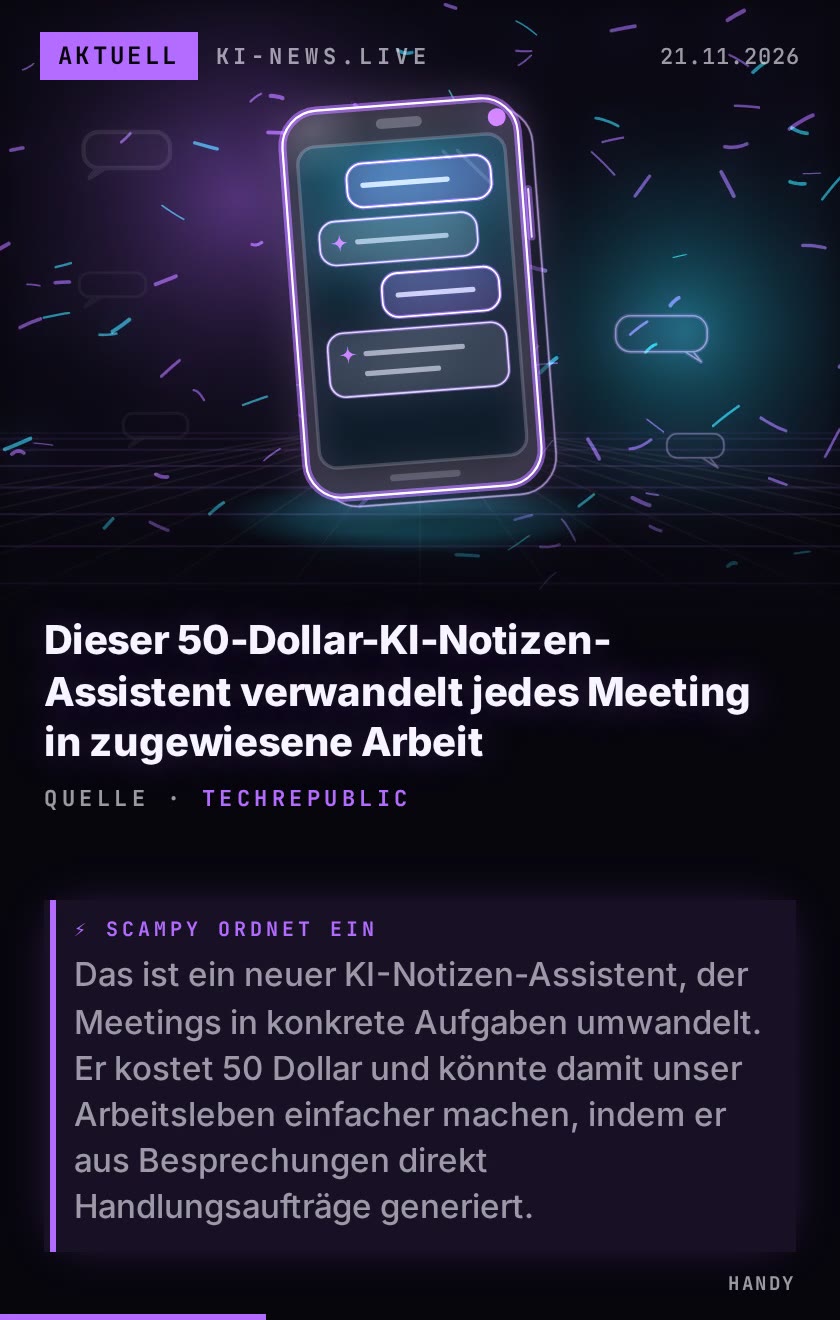 AKTUELL KI-NEWS.LIVE 21.11.2026
Dieser 50-Dollar-KI-Notizen-
Assistent verwandelt jedes Meeting
in zugewiesene Arbeit
QUELLE · TECHREPUBLIC
⚡ SCAMPY ORDNET EIN
Das ist ein neuer KI-Notizen-Assistent, der
Meetings in konkrete Aufgaben umwandelt.
Er kostet 50 Dollar und könnte damit unser
Arbeitsleben einfacher machen, indem er
aus Besprechungen direkt
Handlungsaufträge generiert.
HANDY